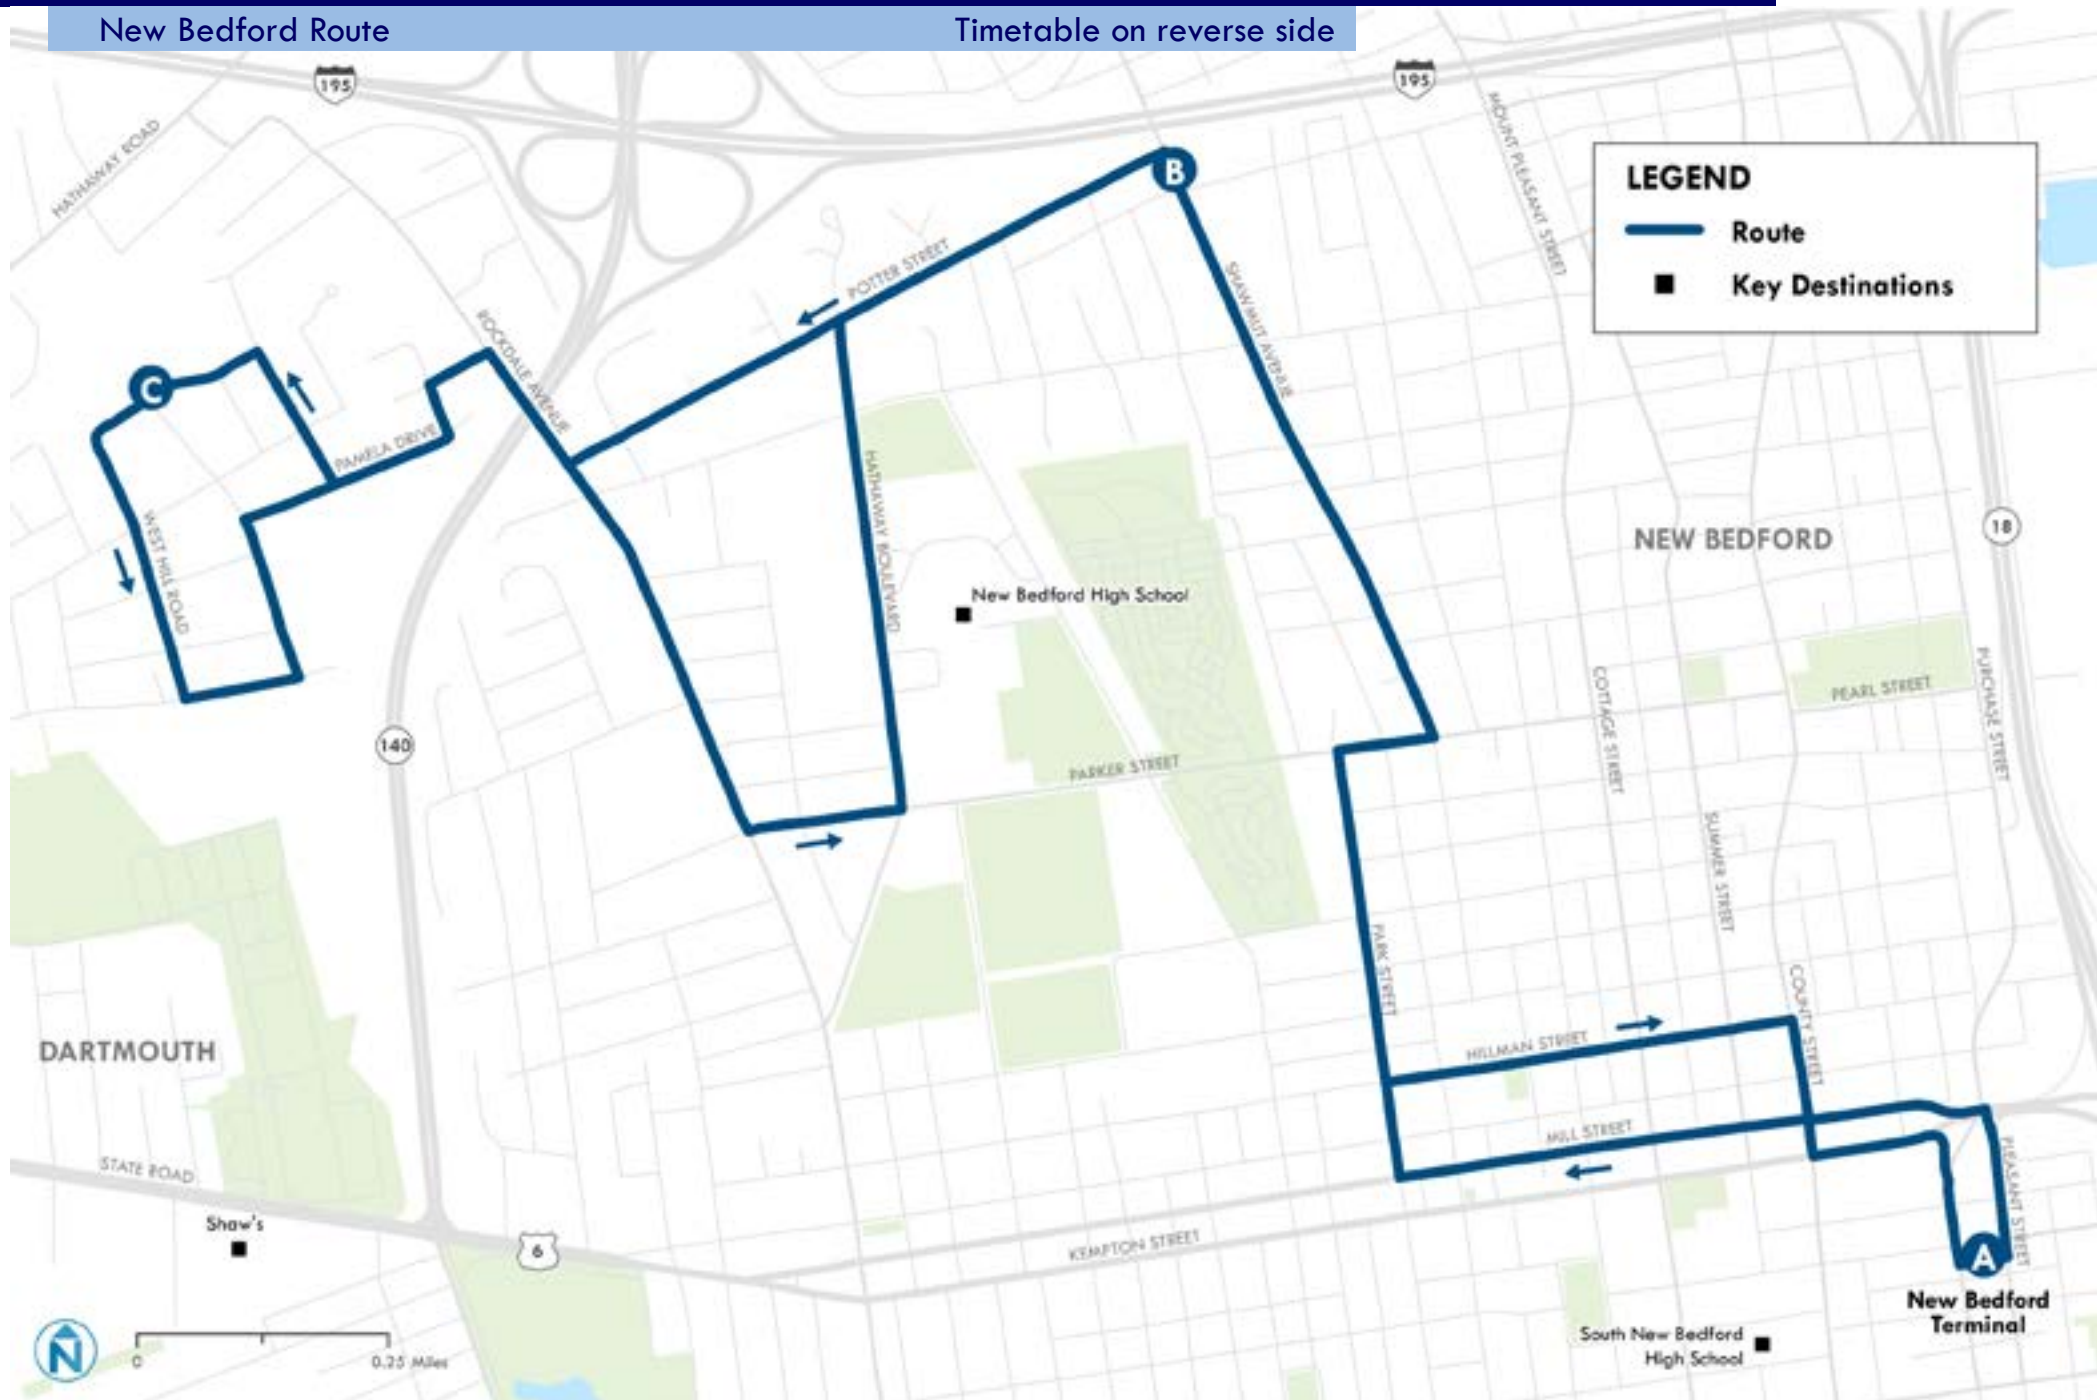 New Bedford Route
Timetable on reverse side
195
195
HATHAWAY ROAD
MOUNT PLEASANT STREET
LEGEND
Route
Key Destinations
B
POTTER STREET
SHAWMUT AVENUE
ROCKDALE AVENUE
C
PAMELA DRIVE
HATHAWAY BOULEVARD
WEST HILL ROAD
NEW BEDFORD
18
New Bedford High School
COTTAGE STREET
PEARL STREET
PURCHASE STREET
140
PARKER STREET
SUMMER STREET
PARK STREET
COUNTY STREET
DARTMOUTH
HILLMAN STREET
MILL STREET
PLEASANT STREET
STATE ROAD
Shaw's
6
KEMPTON STREET
A
New Bedford
Terminal
South New Bedford
High School
N
0
0.25 Miles